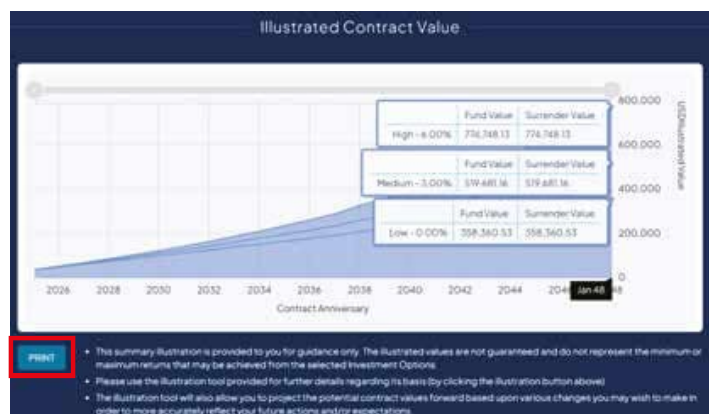 Illustrated Contract Value
800,000
600,000
400,000
200,000
0
USD Illustrated Value
Fund Value Surrender Value
High - 6.00% 776,748.13 776,748.13
Fund Value Surrender Value
Medium - 3.00% 519,681.16 519,681.16
Fund Value Surrender Value
Low - 0.00% 358,360.53 358,360.53
2026 2028 2030 2032 2034 2036 2038 2040 2042 2044 Jan 48
Contract Anniversary
PRINT
• This summary illustration is provided to you for guidance only. The illustrated values are not guaranteed and do not represent the minimum or
maximum returns that may be achieved from the selected Investment Options
• Please use the illustration tool provided for further details regarding its basis (by clicking the illustration button above)
• The illustration tool will also allow you to project the potential contract values forward based upon various changes you may wish to make in
order to more accurately reflect your future actions and/or expectations